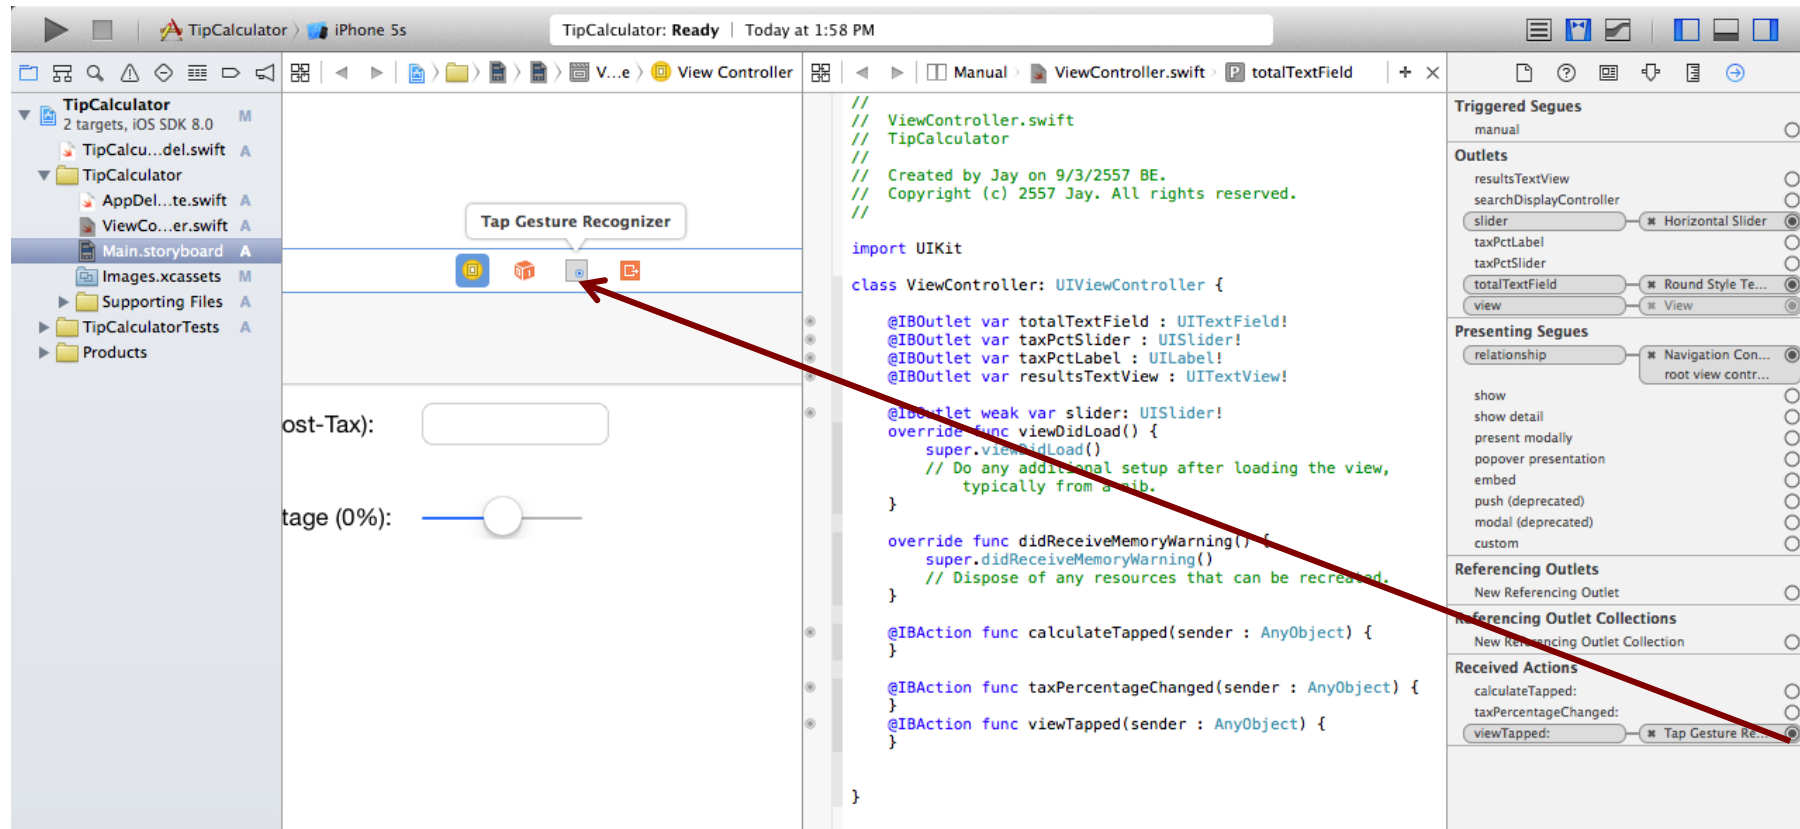 TipCalculator
iPhone 5s
TipCalculator: Ready | Today at 1:58 PM
V...e
View Controller
Manual
ViewController.swift
P totalTextField
TipCalculator
2 targets, iOS SDK 8.0
M
TipCalcu...del.swift A
TipCalculator
AppDel...te.swift A
ViewCo...er.swift A
Main.storyboard A
Images.xcassets M
Supporting Files A
TipCalculatorTests A
Products
Tap Gesture Recognizer
ost-Tax):
tage (0%):
//
// ViewController.swift
// TipCalculator
//
// Created by Jay on 9/3/2557 BE.
// Copyright (c) 2557 Jay. All rights reserved.
//
import UIKit
class ViewController: UIViewController {
@IBOutlet var totalTextField : UITextField!
@IBOutlet var taxPctSlider : UISlider!
@IBOutlet var taxPctLabel : UILabel!
@IBOutlet var resultsTextView : UITextView!
@IBOutlet weak var slider: UISlider!
override func viewDidLoad() {
super.viewDidLoad()
// Do any additional setup after loading the view,
typically from a nib.
}
override func didReceiveMemoryWarning() {
super.didReceiveMemoryWarning()
// Dispose of any resources that can be recreated.
}
@IBAction func calculateTapped(sender : AnyObject) {
}
@IBAction func taxPercentageChanged(sender : AnyObject) {
}
@IBAction func viewTapped(sender : AnyObject) {
}
}
Triggered Segues
manual
Outlets
resultsTextView
searchDisplayController
slider Horizontal Slider
taxPctLabel
taxPctSlider
totalTextField Round Style Te...
view View
Presenting Segues
relationship Navigation Con...
root view contr...
show
show detail
present modally
popover presentation
embed
push (deprecated)
modal (deprecated)
custom
Referencing Outlets
New Referencing Outlet
Referencing Outlet Collections
New Referencing Outlet Collection
Received Actions
calculateTapped:
taxPercentageChanged:
viewTapped: Tap Gesture Re...